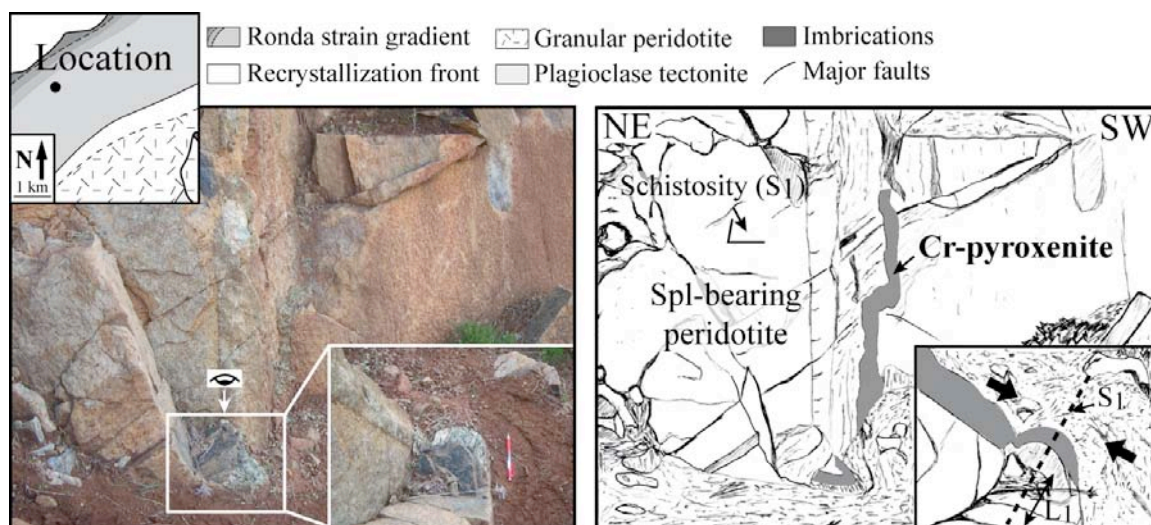 Location
N
1 km
Ronda strain gradient
Granular peridotite
Imbrications
Recrystallization front
Plagioclase tectonite
Major faults
NE
SW
Schistosity (S1)
Cr-pyroxenite
Spl-bearing
peridotite
S1
L1